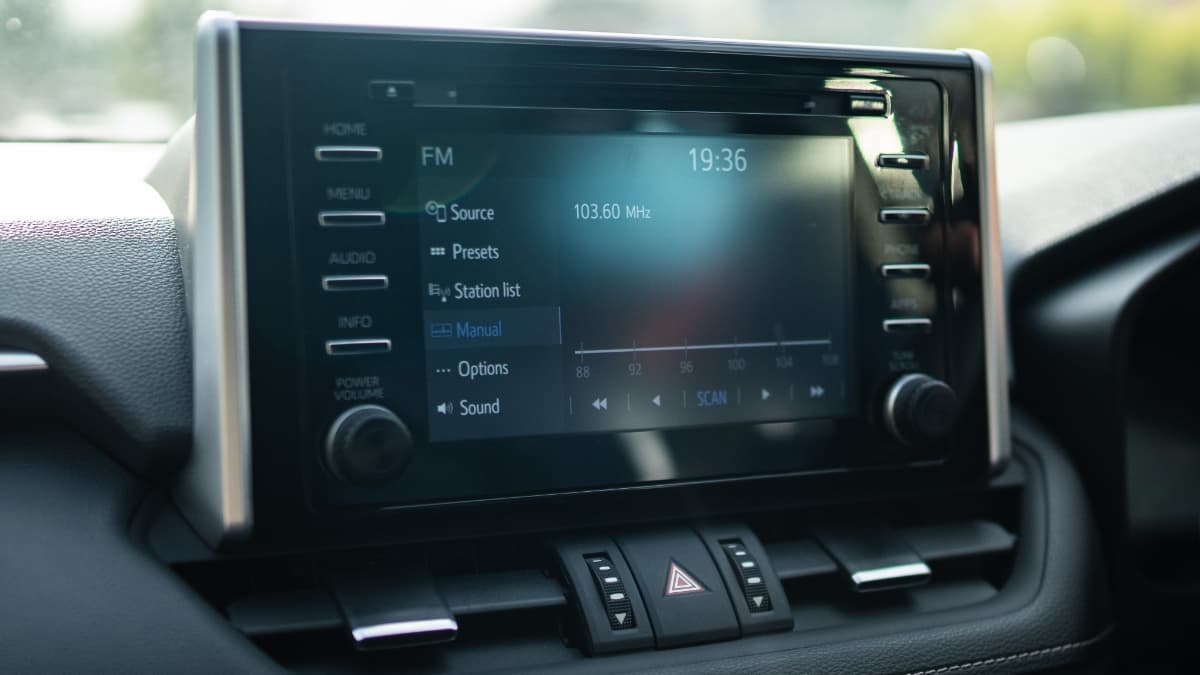 HOME
MENU
AUDIO
INFO
POWER
VOLUME
FM
19:36
Source
Presets
Station list
Manual
Options
Sound
103.60 MHz
88 92 96 100 104 108
SCAN
PHONE
APPS
TUNE
SCROLL